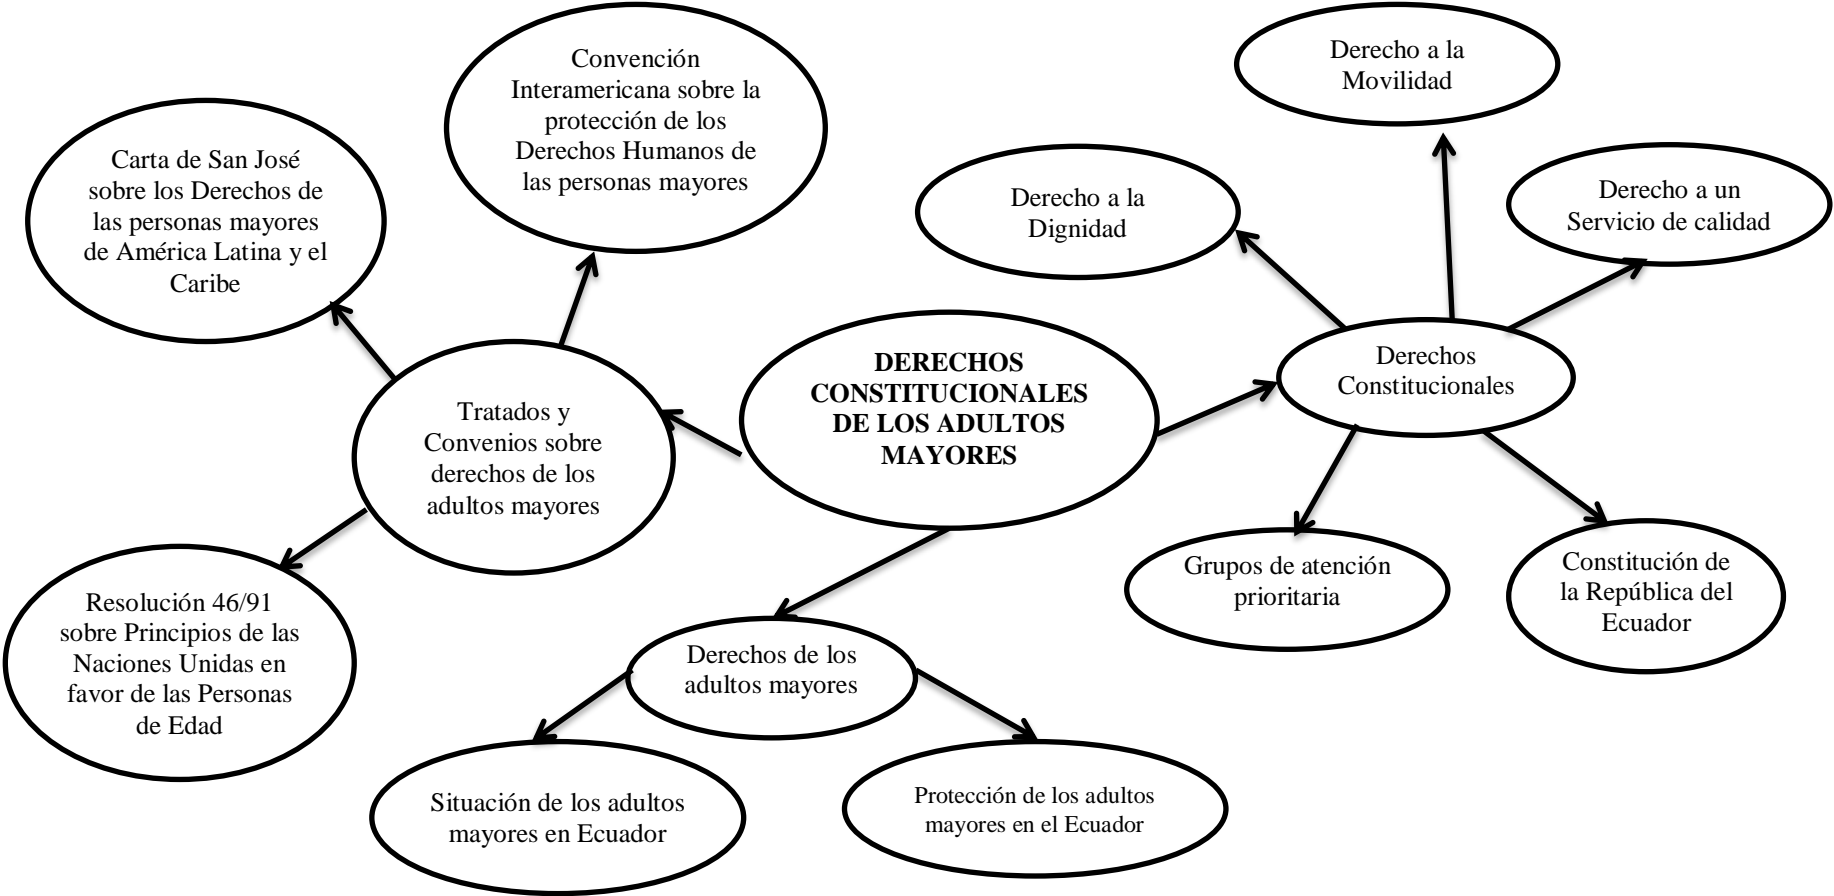 Convención
Interamericana sobre la
protección de los
Derechos Humanos de
las personas mayores
Derecho a la
Movilidad
Carta de San José
sobre los Derechos de
las personas mayores
de América Latina y el
Caribe
Derecho a la
Dignidad
Derecho a un
Servicio de calidad
DERECHOS
CONSTITUCIONALES
DE LOS ADULTOS
MAYORES
Derechos
Constitucionales
Tratados y
Convenios sobre
derechos de los
adultos mayores
Grupos de atención
prioritaria
Constitución de
la República del
Ecuador
Resolución 46/91
sobre Principios de las
Naciones Unidas en
favor de las Personas
de Edad
Derechos de los
adultos mayores
Situación de los adultos
mayores en Ecuador
Protección de los adultos
mayores en el Ecuador